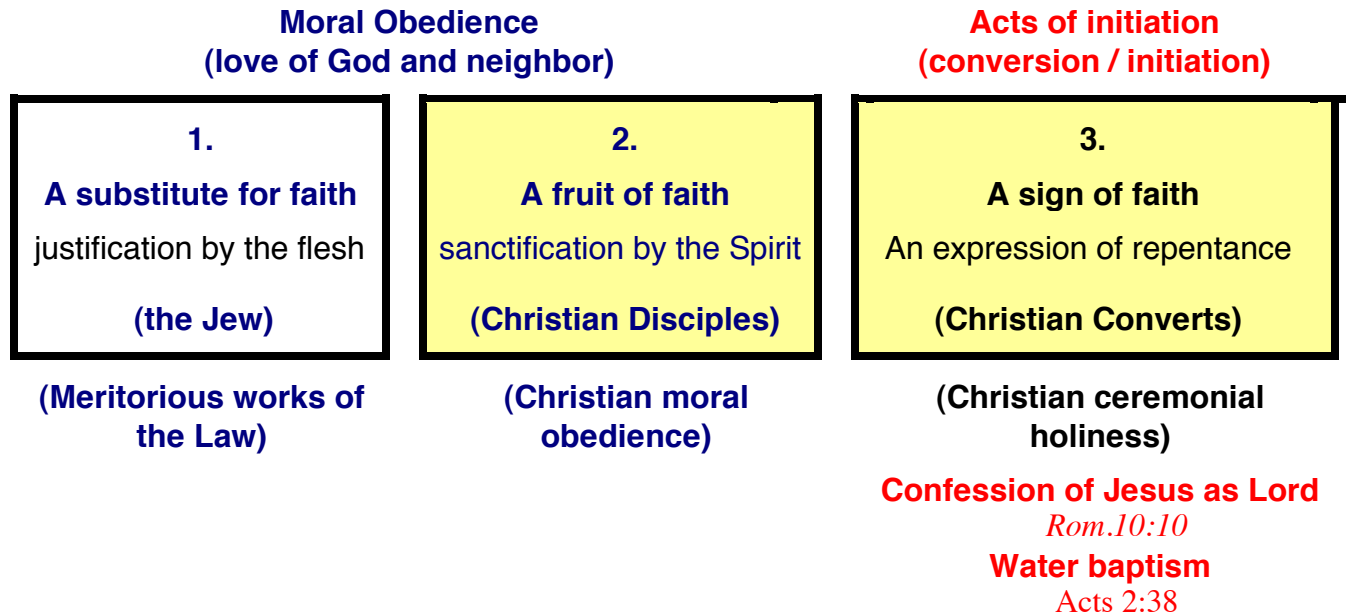 Moral Obedience
(love of God and neighbor)
Acts of initiation
(conversion / initiation)
1.
A substitute for faith
justification by the flesh
(the Jew)
(Meritorious works of
the Law)
2.
A fruit of faith
sanctification by the Spirit
(Christian Disciples)
(Christian moral
obedience)
3.
A sign of faith
An expression of repentance
(Christian Converts)
(Christian ceremonial
holiness)
Confession of Jesus as Lord
Rom.10:10
Water baptism
Acts 2:38